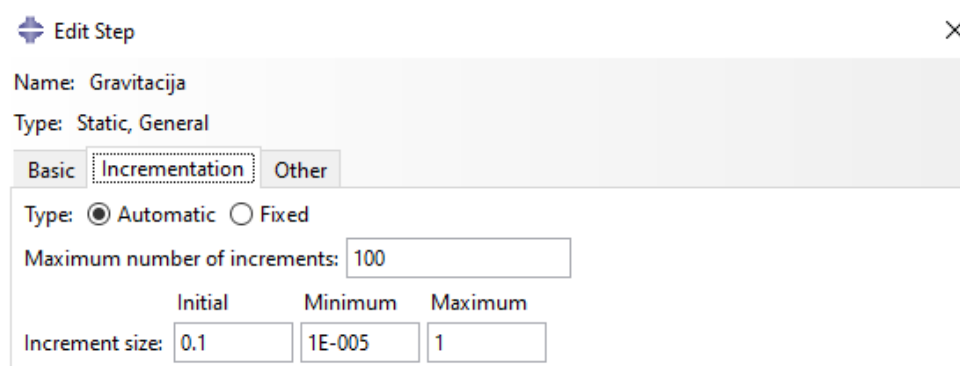 Edit Step
Name: Gravitacija
Type: Static, General
Basic Incrementation Other
Type: Automatic Fixed
Maximum number of increments: 100
Initial Minimum Maximum
Increment size: 0.1 1E-005 1